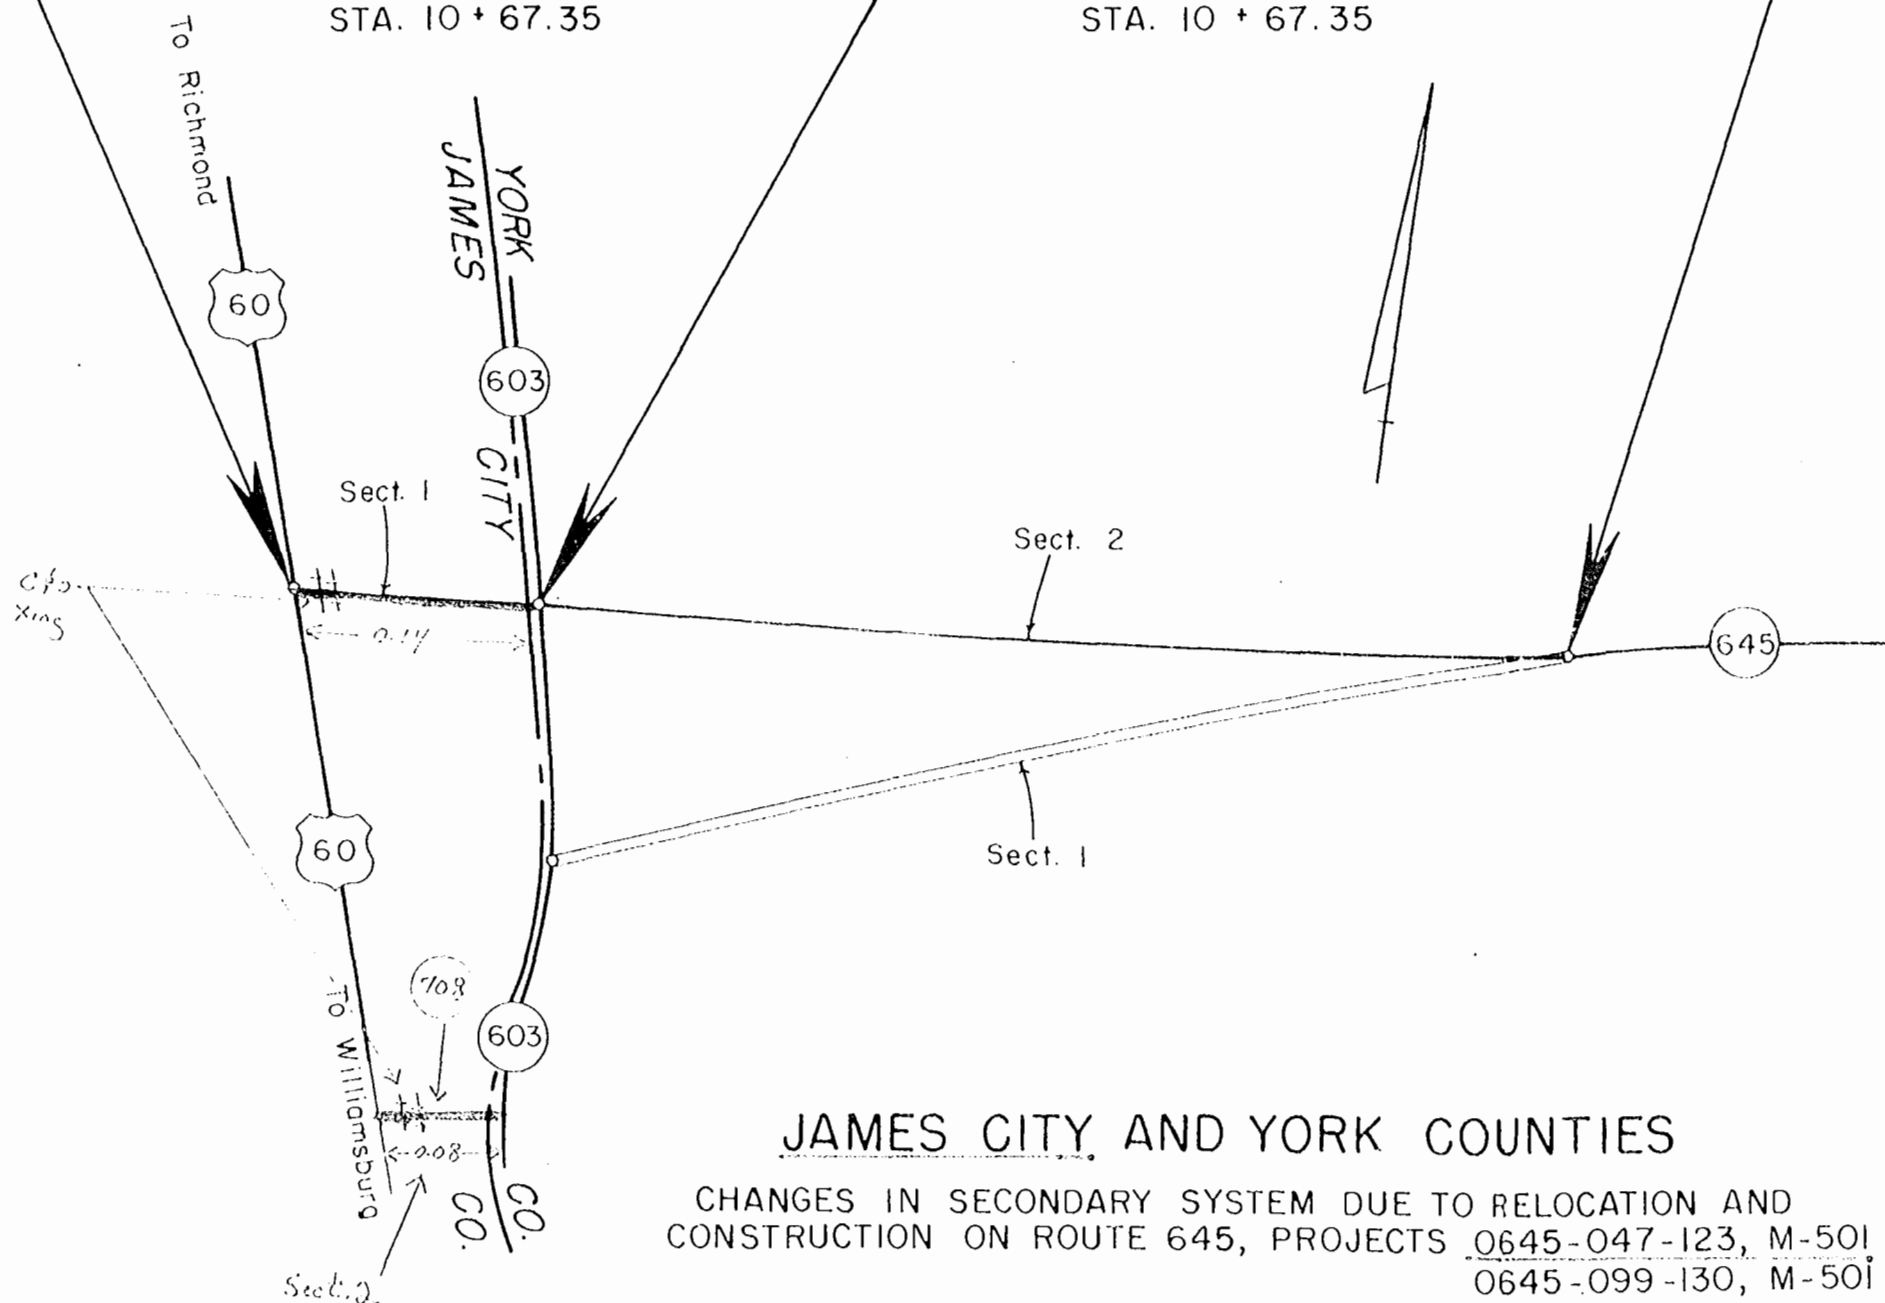 STA. 10 + 67.35
STA. 10 + 67.35
To Richmond
YORK
JAMES
60
603
CITY
Sect. 1
Sect. 2
Xing
0.14
645
60
Sect. 1
708
To Williamsburg
603
0.08
CO.
CO.
Sect. 2
JAMES CITY AND YORK COUNTIES
CHANGES IN SECONDARY SYSTEM DUE TO RELOCATION AND
CONSTRUCTION ON ROUTE 645, PROJECTS 0645-047-123, M-501
0645-099-130, M-501